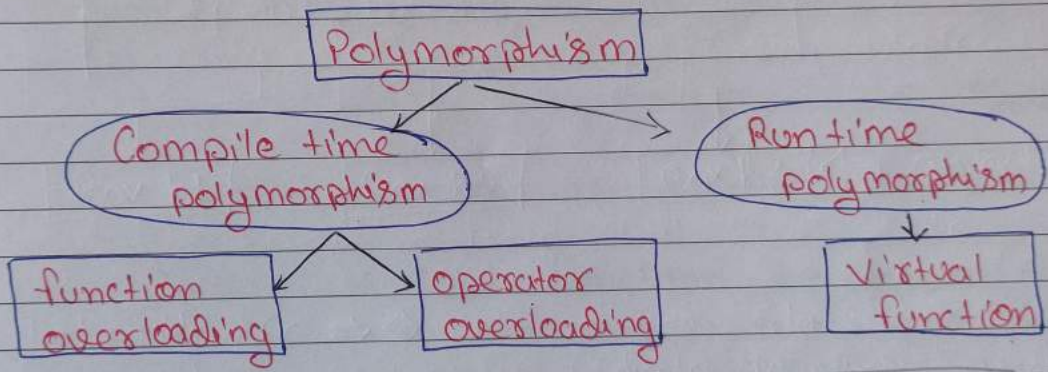 Polymorphism
Compile time
polymorphism
Runtime
polymorphism
function
overloading
operator
overloading
Virtual
function